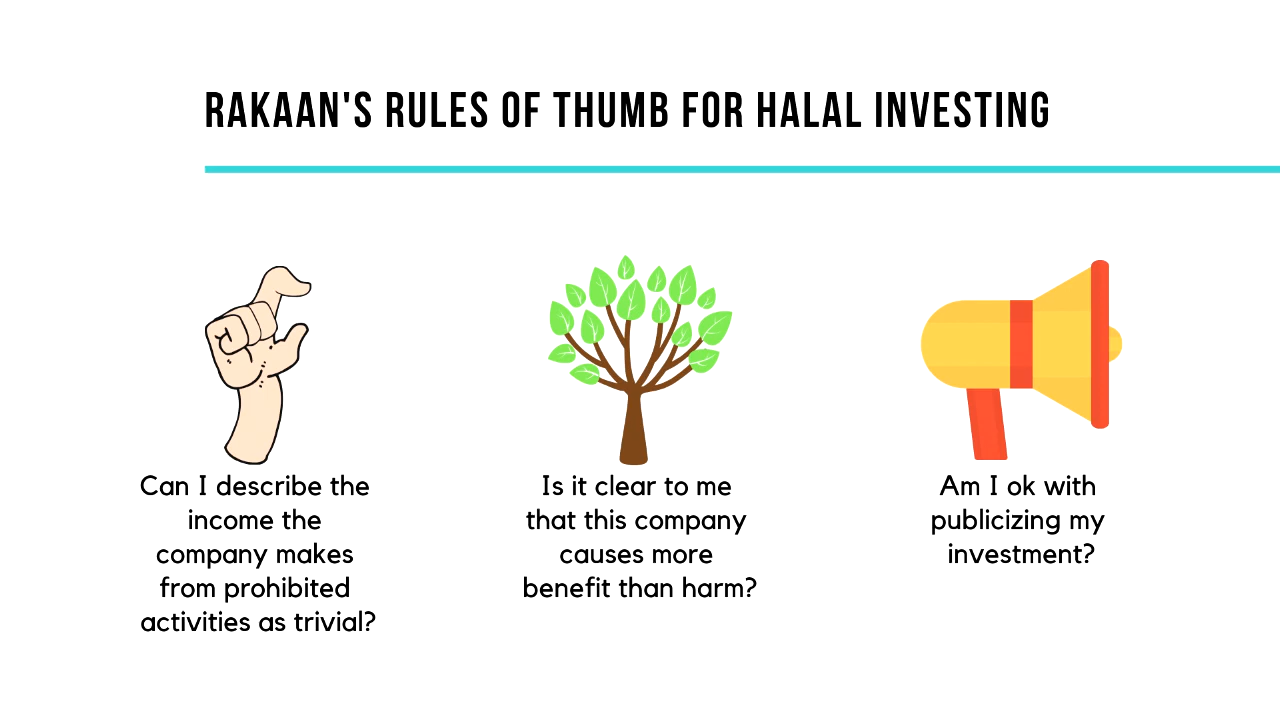 RAKAAN'S RULES OF THUMB FOR HALAL INVESTING
Can I describe the
income the
company makes
from prohibited
activities as trivial?
Is it clear to me
that this company
causes more
benefit than harm?
Am I ok with
publicizing my
investment?